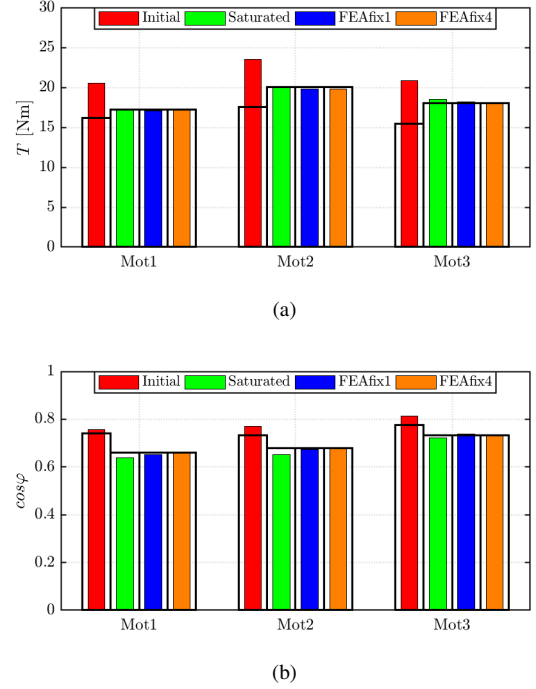 30
Initial Saturated FEAfix1 FEAfix4
25
20
15
10
5
0
T [Nm]
Mot1 Mot2 Mot3
(a)
1
Initial Saturated FEAfix1 FEAfix4
0.8
0.6
0.4
0.2
0
cosφ
Mot1 Mot2 Mot3
(b)